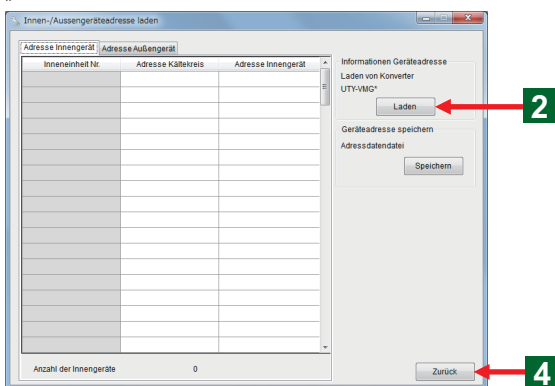 Innen-/Aussengeräteadresse laden
Adresse Innengerät Adresse Außengerät
Inneneinheit Nr. Adresse Kältekreis Adresse Innengerät
Informationen Geräteadresse
Laden von Konverter
UTY-VMG*
Laden
2
Geräteadresse speichern
Adressdatendatei
Speichern
Anzahl der Innengeräte 0
Zurück
4